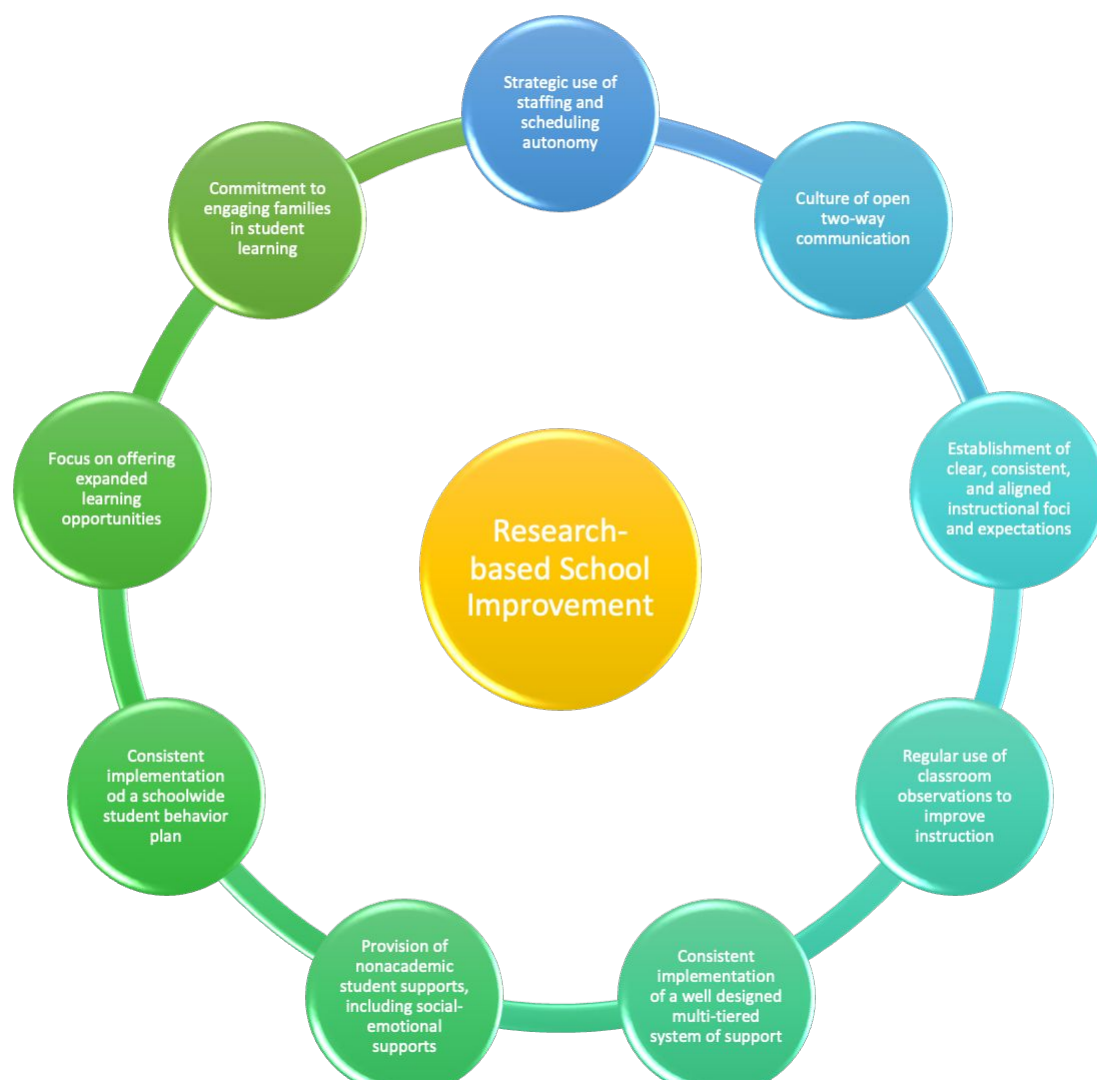 Strategic use of
staffing and
scheduling
autonomy
Culture of open
two-way
communication
Establishment of
clear, consistent,
and aligned
instructional foci
and expectations
Regular use of
classroom
observations to
improve
instruction
Consistent
implementation
of a well designed
multi-tiered
system of support
Provision of
nonacademic
student supports,
including social-
emotional
supports
Consistent
implementation
od a schoolwide
student behavior
plan
Focus on offering
expanded
learning
opportunities
Commitment to
engaging families
in student
learning
Research-
based School
Improvement